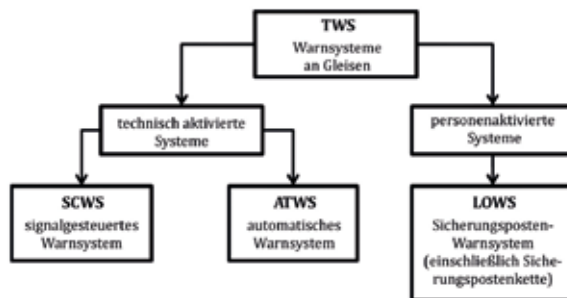 TWS
Warnsysteme
an Gleisen
technisch aktivierte
Systeme
personenaktivierte
Systeme
SCWS
signalgesteuertes
Warnsystem
ATWS
automatisches
Warnsystem
LOWS
Sicherungsposten-
Warnsystem
(einschließlich Siche-
rungspostenkette)